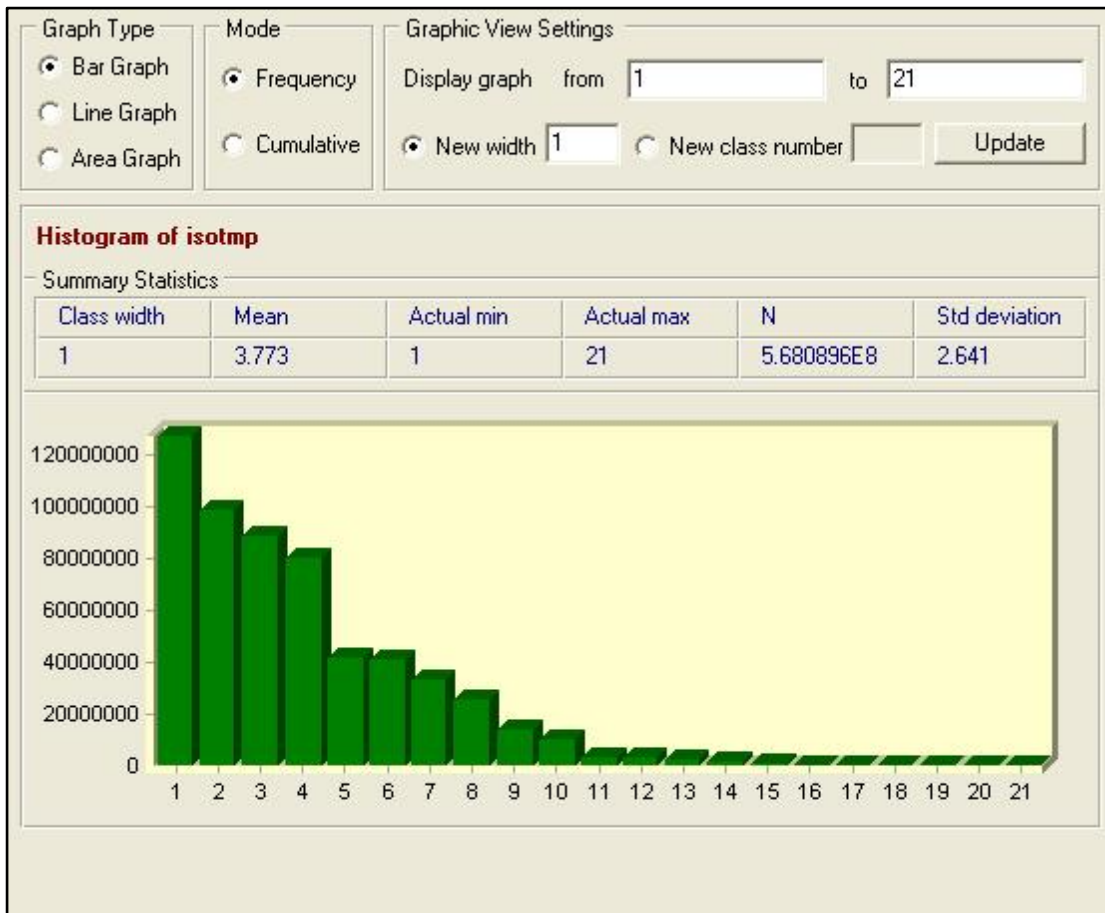 Graph Type
Bar Graph
Line Graph
Area Graph
Mode
Frequency
Cumulative
Graphic View Settings
Display graph from 1 to 21
New width 1 New class number Update
Histogram of isotmp
Summary Statistics
Class width Mean Actual min Actual max N Std deviation
1 3.773 1 21 5.680896E8 2.641
120000000
100000000
80000000
60000000
40000000
20000000
0
1 2 3 4 5 6 7 8 9 10 11 12 13 14 15 16 17 18 19 20 21